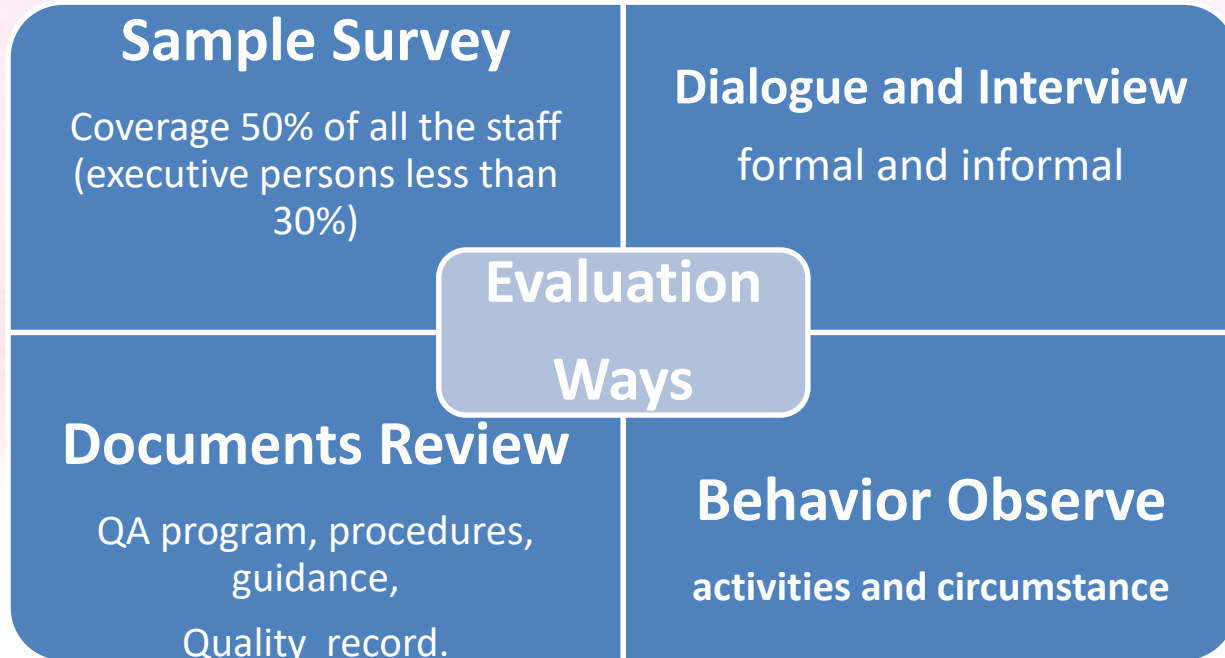 Sample Survey
Coverage 50% of all the staff
(executive persons less than
30%)
Dialogue and Interview
formal and informal
Evaluation
Ways
Documents Review
QA program, procedures,
guidance,
Quality record.
Behavior Observe
activities and circumstance